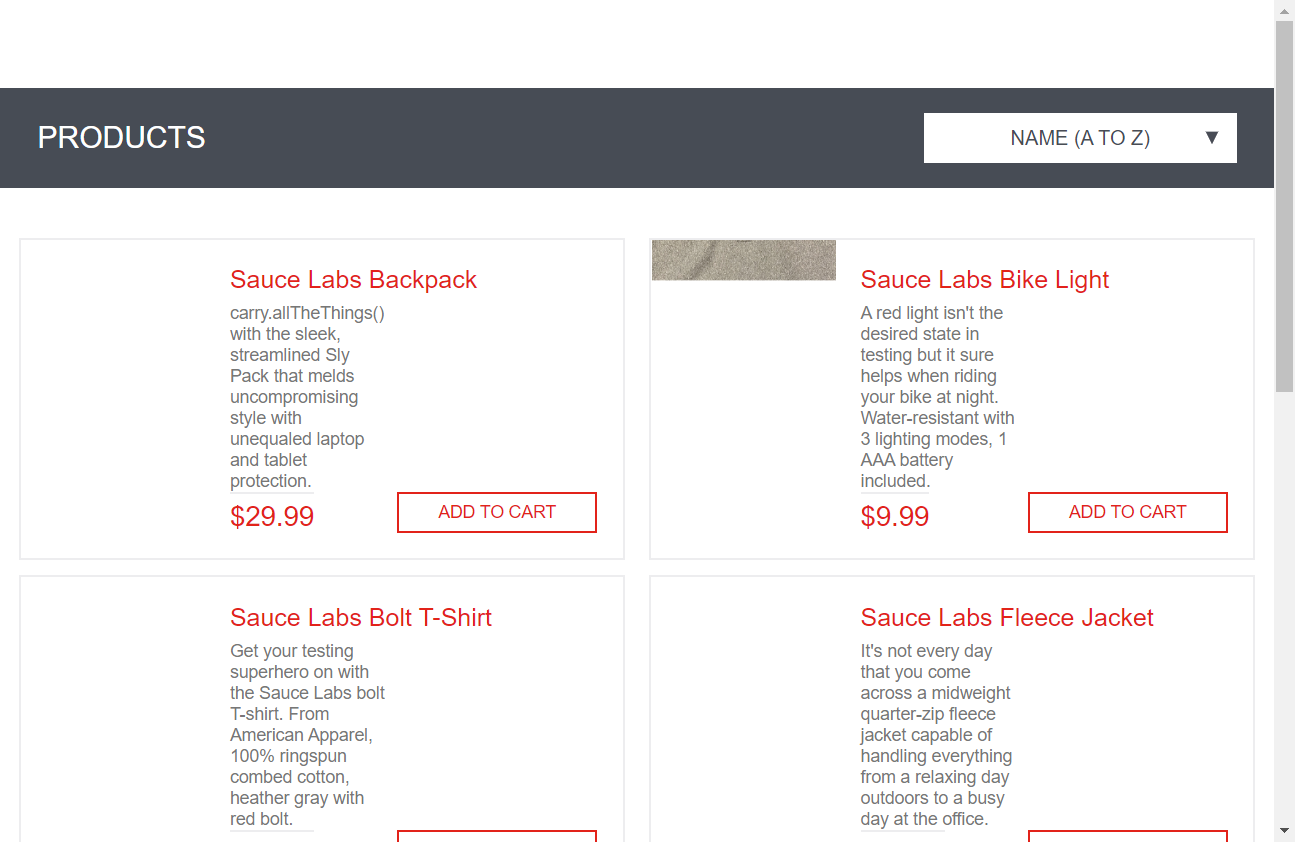 PRODUCTS
NAME (A TO Z)
Sauce Labs Backpack
carry.allTheThings()
with the sleek,
streamlined Sly
Pack that melds
uncompromising
style with
unequaled laptop
and tablet
protection.
$29.99
ADD TO CART
Sauce Labs Bike Light
A red light isn't the
desired state in
testing but it sure
helps when riding
your bike at night.
Water-resistant with
3 lighting modes, 1
AAA battery
included.
$9.99
ADD TO CART
Sauce Labs Bolt T-Shirt
Get your testing
superhero on with
the Sauce Labs bolt
T-shirt. From
American Apparel,
100% ringspun
combed cotton,
heather gray with
red bolt.
Sauce Labs Fleece Jacket
It's not every day
that you come
across a midweight
quarter-zip fleece
jacket capable of
handling everything
from a relaxing day
outdoors to a busy
day at the office.